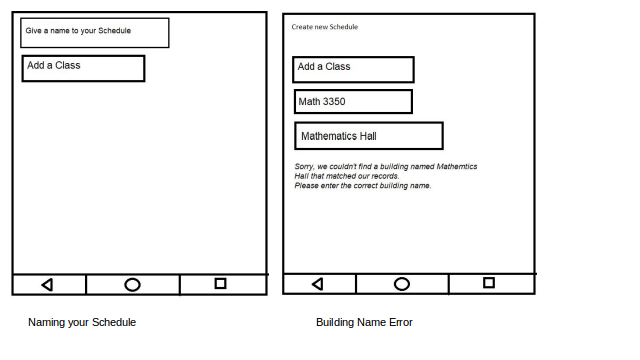 Give a name to your Schedule
Add a Class
Create new Schedule
Add a Class
Math 3350
Mathematics Hall
Sorry, we couldn't find a building named Mathemtics
Hall that matched our records.
Please enter the correct building name.
Naming your Schedule
Building Name Error